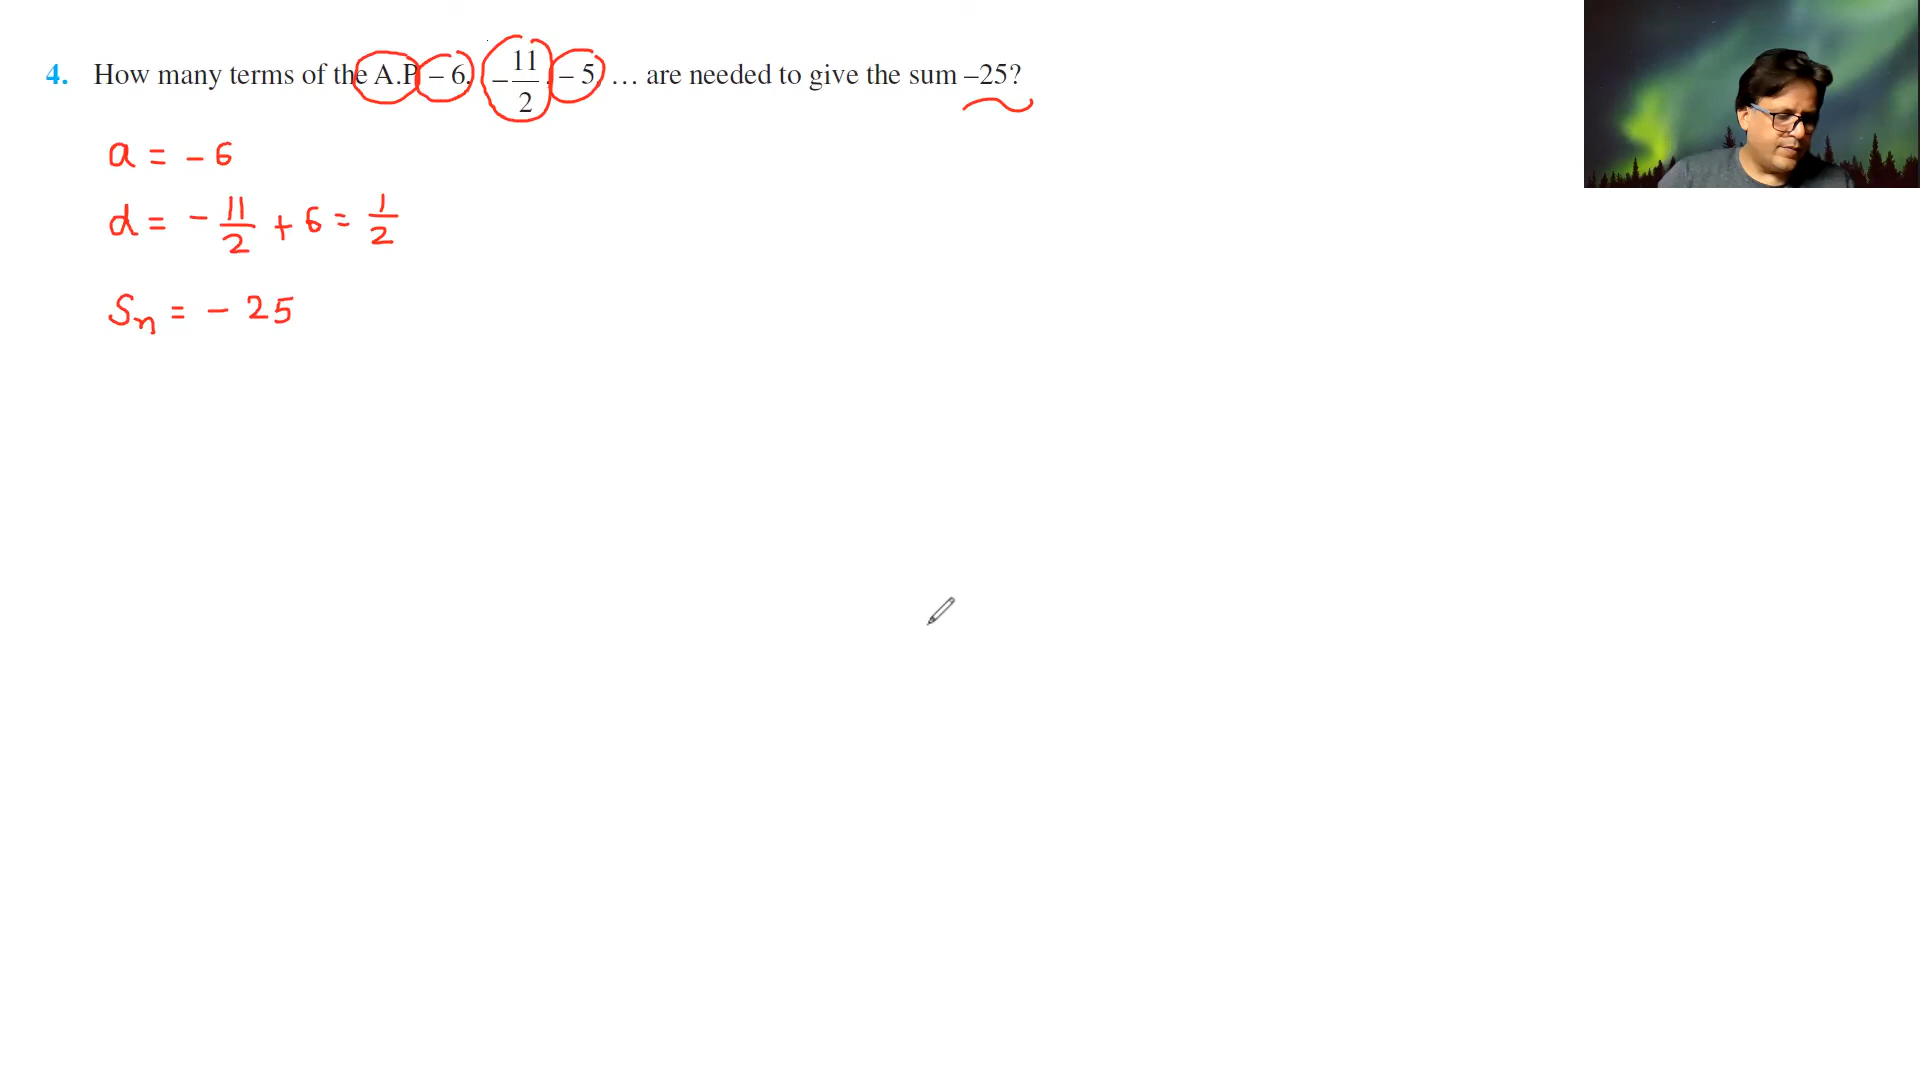 4. How many terms of the A.P. – 6, –11/2, – 5, … are needed to give the sum –25?
a = - 6
d = - 11/2 + 6 = 1/2
Sn = - 25